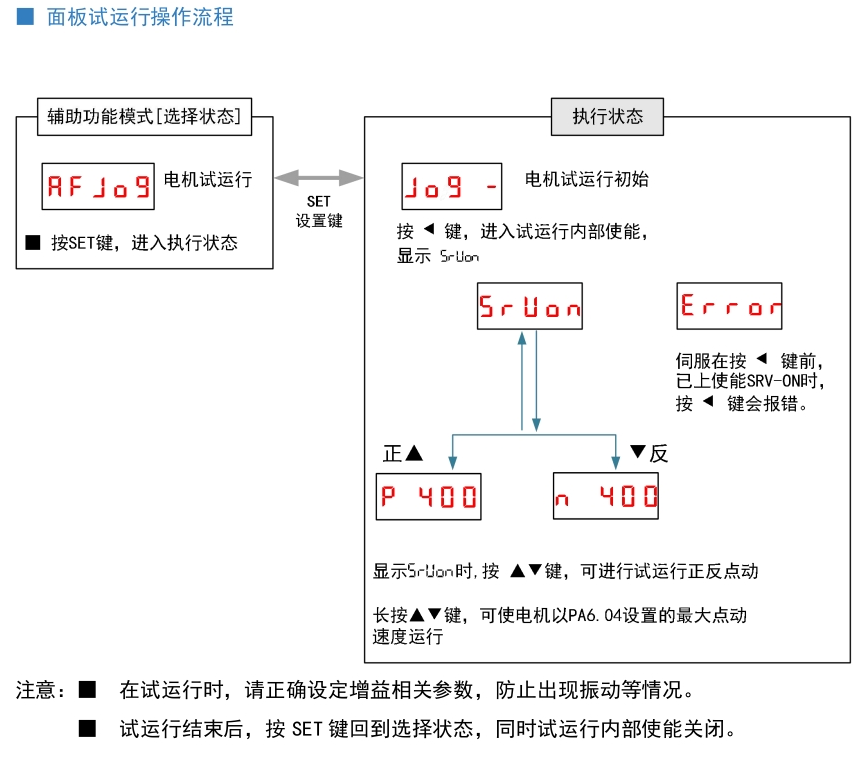 ■ 面板试运行操作流程
辅助功能模式[选择状态]
AFJog
电机试运行
■ 按SET键，进入执行状态
SET
设置键
执行状态
Jog -
电机试运行初始
按 ◀ 键，进入试运行内部使能，
显示 SrUon
SrUon
Error
伺服在按 ◀ 键前，
已上使能SRV-ON时，
按 ◀ 键会报错。
正▲
▼反
P 400
n 400
显示SrUon时,按 ▲▼键，可进行试运行正反点动
长按▲▼键，可使电机以PA6.04设置的最大点动
速度运行
注意：■ 在试运行时，请正确设定增益相关参数，防止出现振动等情况。
■ 试运行结束后，按 SET 键回到选择状态，同时试运行内部使能关闭。